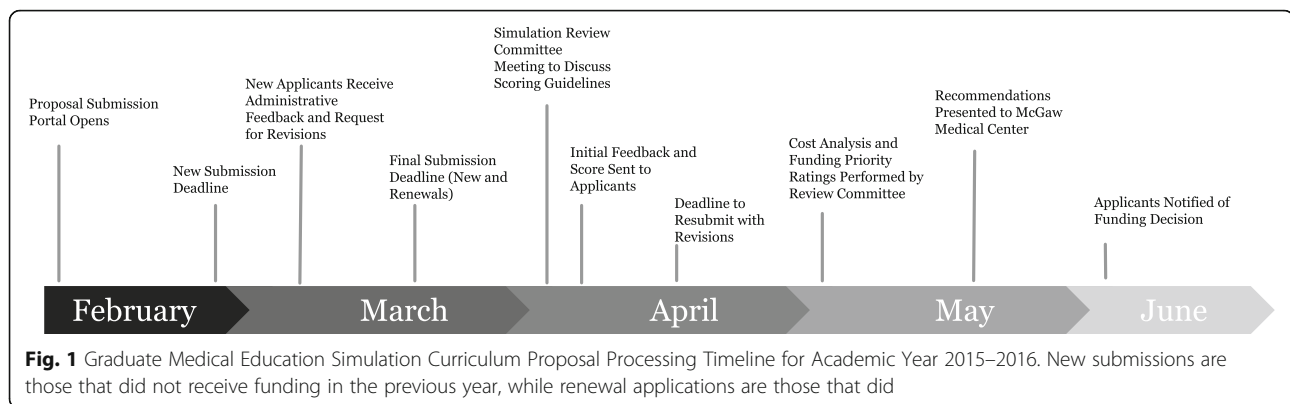 Proposal Submission
Portal Opens
New Submission
Deadline
New Applicants Receive
Administrative
Feedback and Request
for Revisions
Final Submission
Deadline (New and
Renewals)
Simulation Review
Committee
Meeting to Discuss
Scoring Guidelines
Initial Feedback and
Score Sent to
Applicants
Deadline to
Resubmit with
Revisions
Cost Analysis and
Funding Priority
Ratings Performed by
Review Committee
Recommendations
Presented to McGaw
Medical Center
Applicants Notified of
Funding Decision
February
March
April
May
June
Fig. 1 Graduate Medical Education Simulation Curriculum Proposal Processing Timeline for Academic Year 2015–2016. New submissions are
those that did not receive funding in the previous year, while renewal applications are those that did